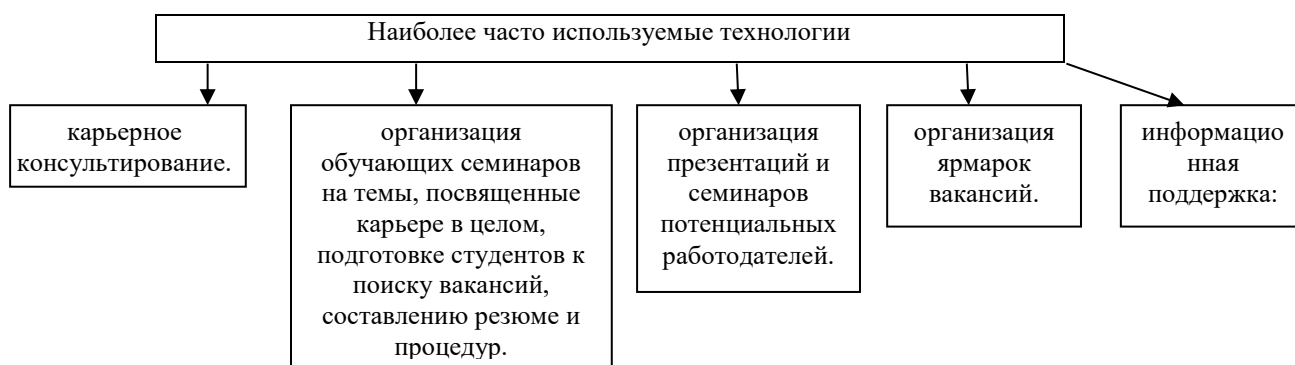 Наиболее часто используемые технологии
карьерное
консультирование.
организация
обучающих семинаров
на темы, посвященные
карьере в целом,
подготовке студентов к
поиску вакансий,
составлению резюме и
процедур.
организация
презентаций и
семинаров
потенциальных
работодателей.
организация
ярмарок
вакансий.
информацио
нная
поддержка: